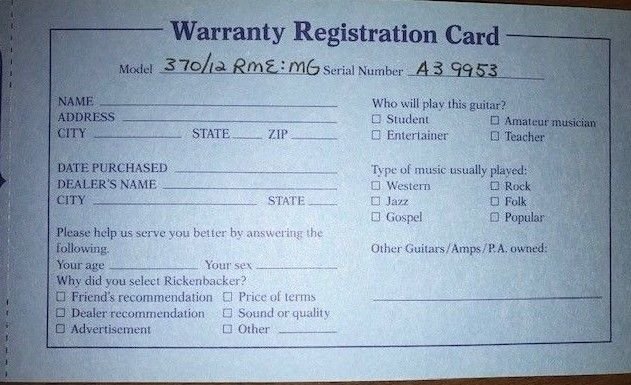 Warranty Registration Card
Model 370/12 RME:MG Serial Number A3 9953
NAME
ADDRESS
CITY STATE ZIP
DATE PURCHASED
DEALER'S NAME
CITY STATE
Please help us serve you better by answering the
following.
Your age Your sex
Why did you select Rickenbacker?
Friend's recommendation Price of terms
Dealer recommendation Sound or quality
Advertisement Other
Who will play this guitar?
Student Amateur musician
Entertainer Teacher
Type of music usually played:
Western Rock
Jazz Folk
Gospel Popular
Other Guitars/Amps/P.A. owned: